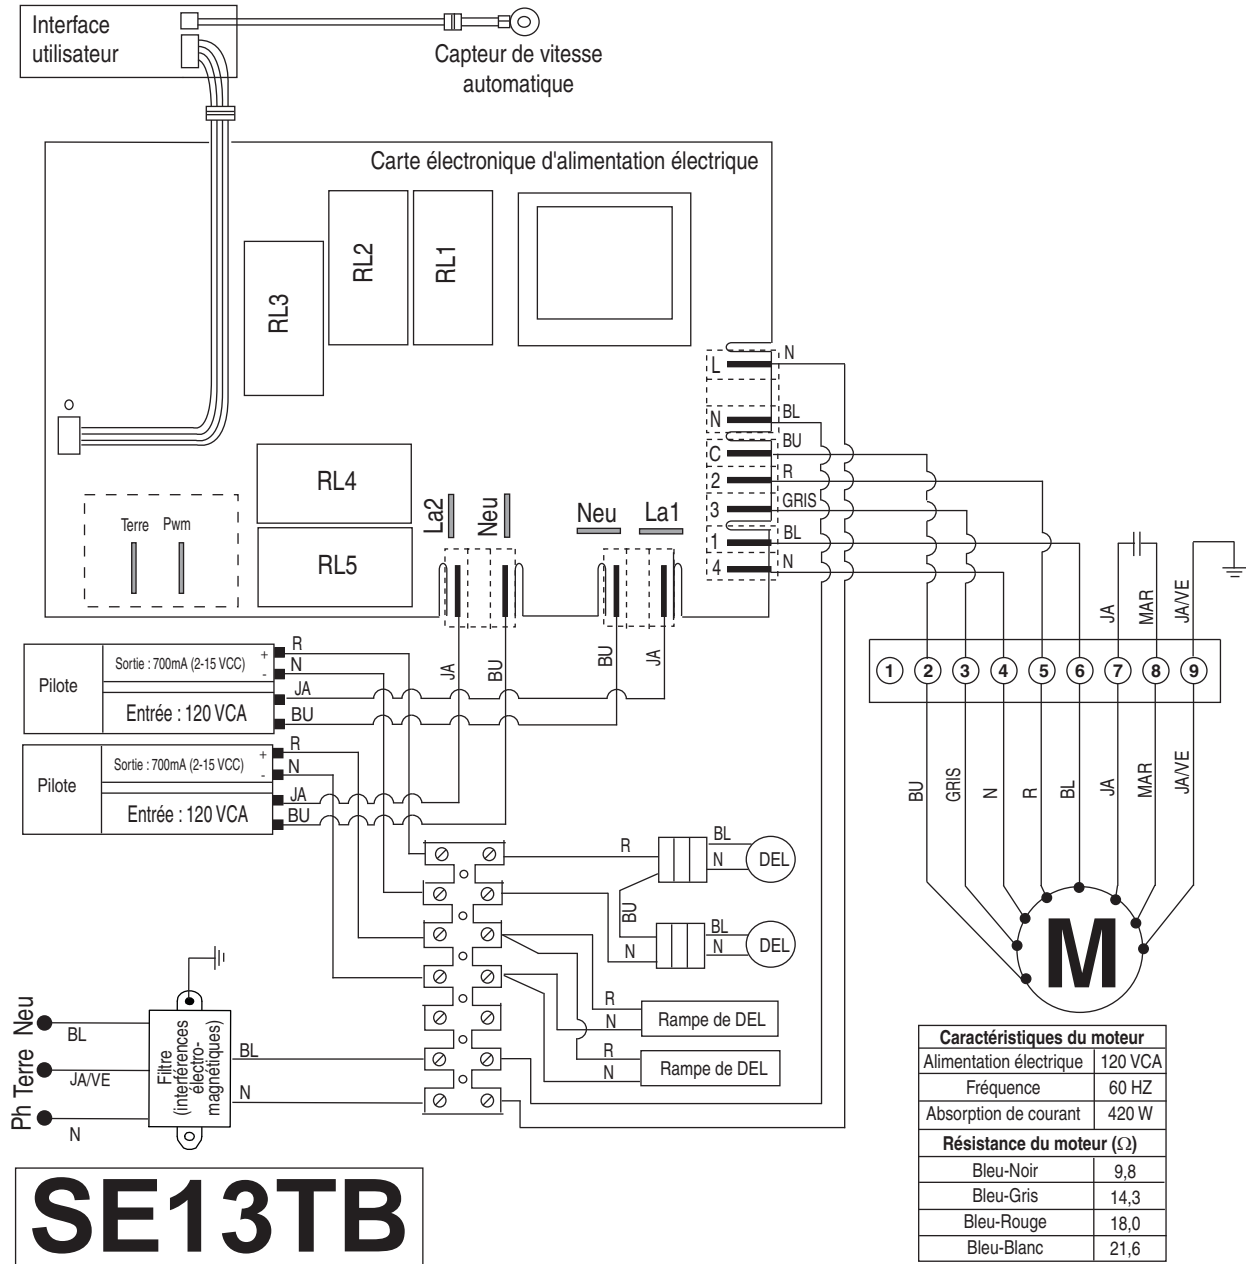 Interface
utilisateur
Capteur de vitesse
automatique
Carte électronique d'alimentation électrique
RL3
RL2
RL1
L
N
N
BL
C
BU
2
R
3
GRIS
1
BL
4
N
RL4
RL5
Terre Pwm
La2
Neu
Neu
La1
JA
BU
BU
JA
Pilote
Sortie : 700mA (2-15 VCC)
+
-
Entrée : 120 VCA
R
N
JA
BU
Pilote
Sortie : 700mA (2-15 VCC)
+
-
Entrée : 120 VCA
R
N
JA
BU
JA
MAR
JA/VE
1 2 3 4 5 6 7 8 9
BU
GRIS
N
R
BL
JA
MAR
JA/VE
M
R
BL
N
DEL
BU
N
BL
N
DEL
R
N
Rampe de DEL
R
N
Rampe de DEL
Neu
Terre
Ph
BL
JA/VE
N
Filtre
(interférences
électro-
magnétiques)
BL
N
Caractéristiques du moteur
Alimentation électrique 120 VCA
Fréquence 60 HZ
Absorption de courant 420 W
Résistance du moteur (Ω)
Bleu-Noir 9,8
Bleu-Gris 14,3
Bleu-Rouge 18,0
Bleu-Blanc 21,6
SE13TB